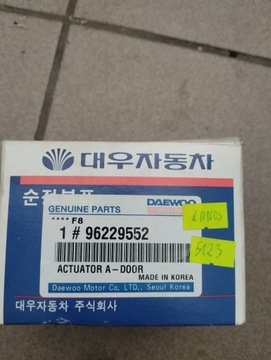 대우자동차
순정부품
GENUINE PARTS
DAEWOO
**** F8
1 # 96229552
LANOS
5123
ACTUATOR A-DOOR
MADE IN KOREA
Daewoo Motor Co. LTD., Seoul Korea
대우자동차 주식회사